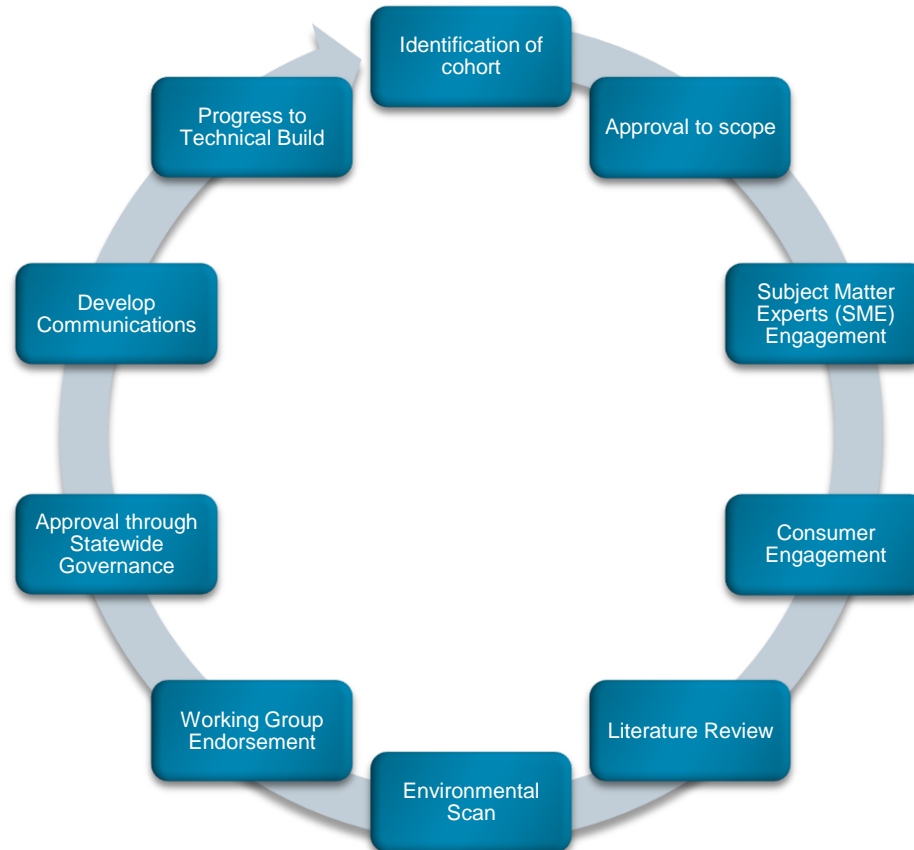 Identification of
cohort
Approval to scope
Subject Matter
Experts (SME)
Engagement
Consumer
Engagement
Literature Review
Environmental
Scan
Working Group
Endorsement
Approval through
Statewide
Governance
Develop
Communications
Progress to
Technical Build